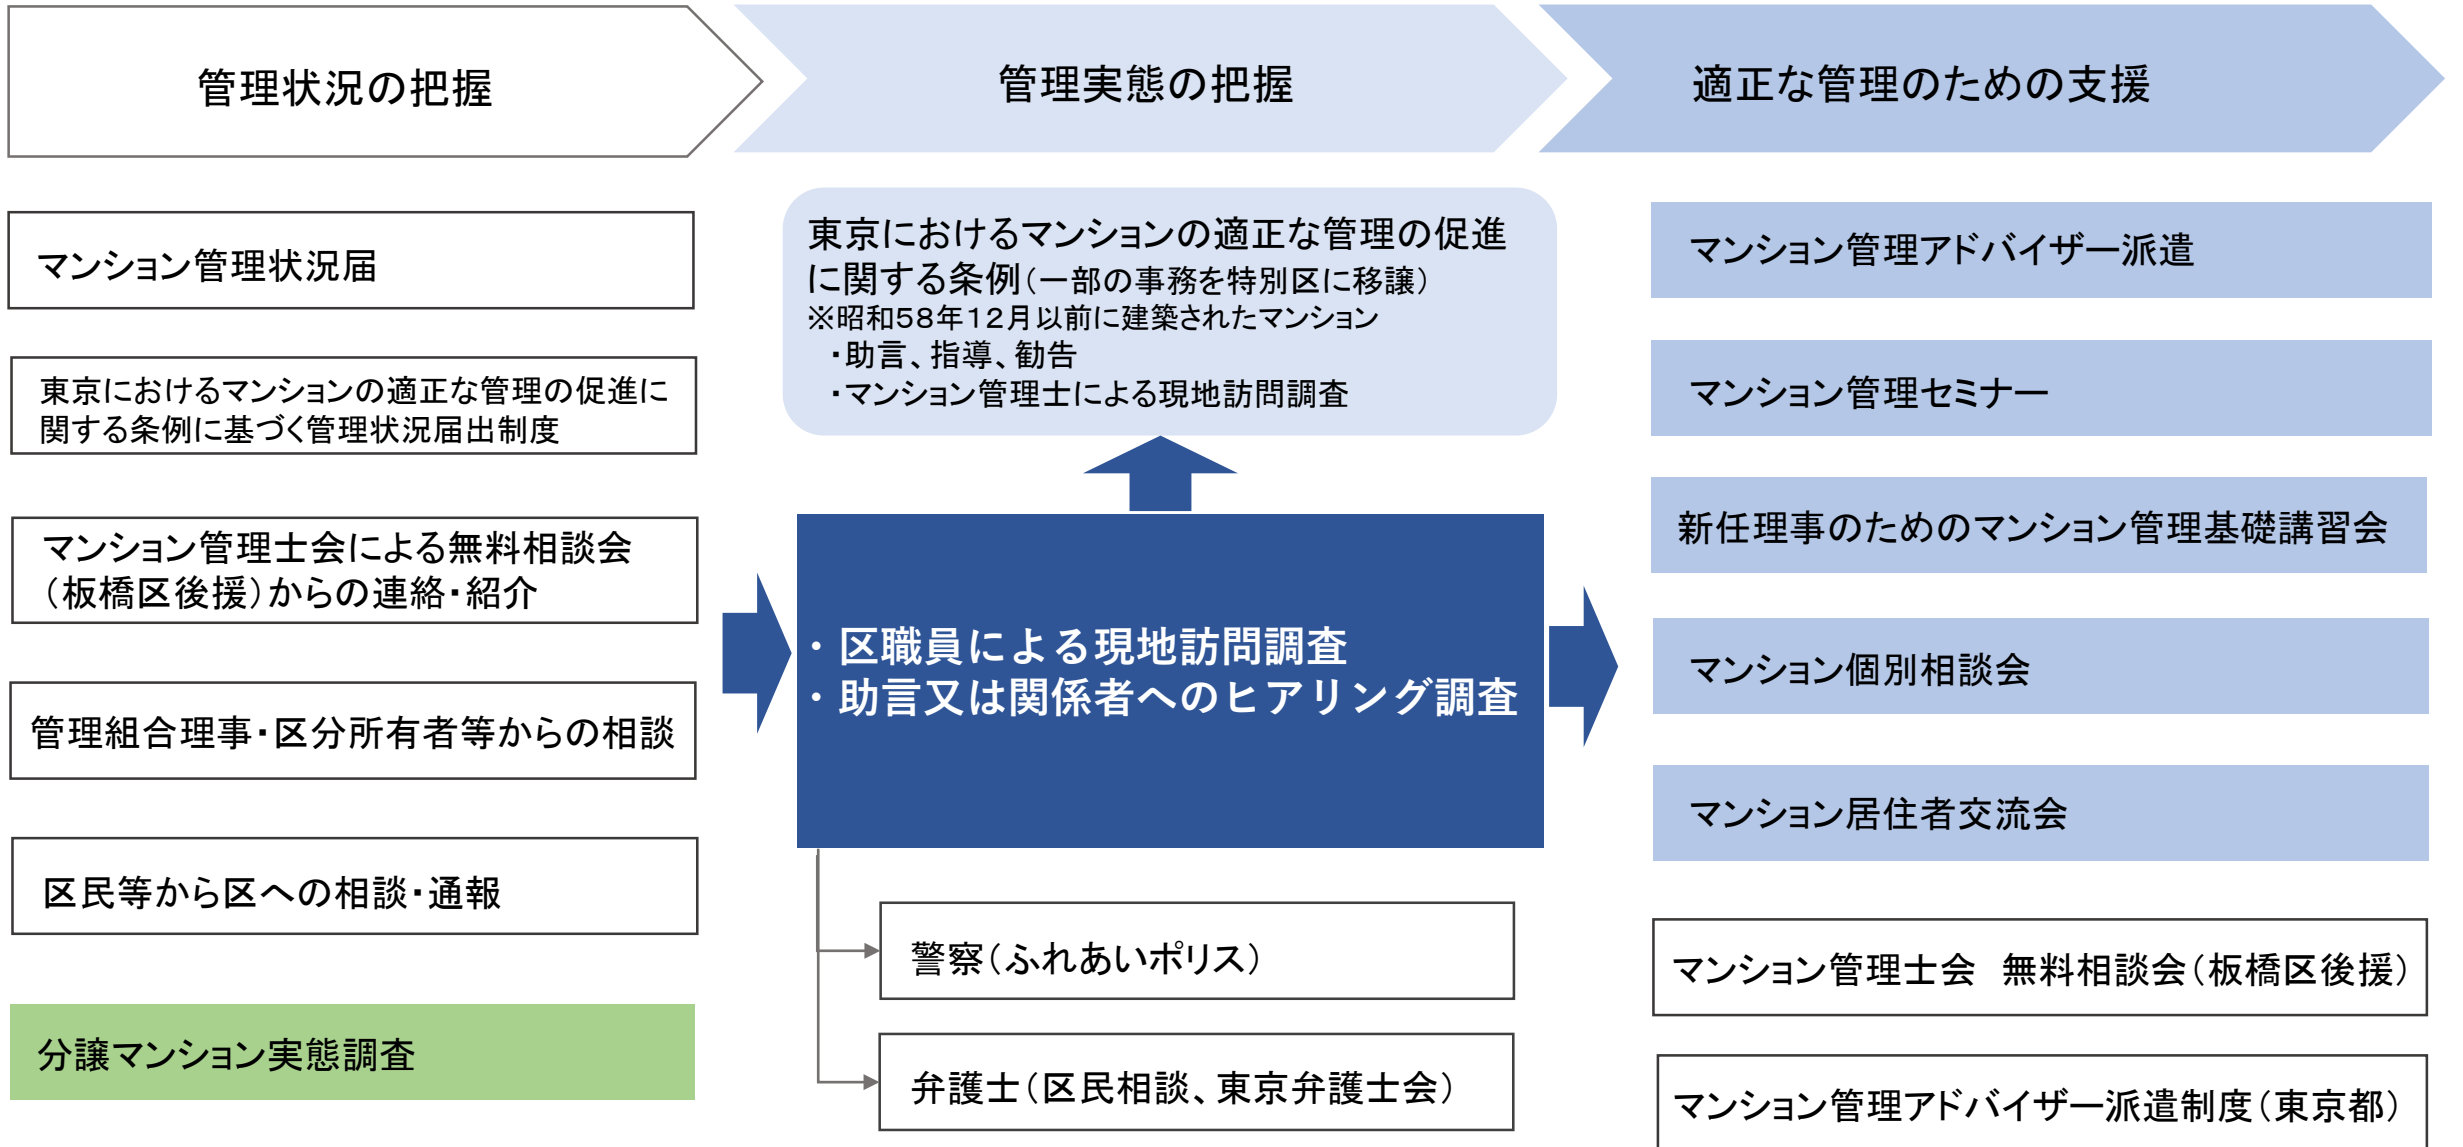 管理状況の把握
管理実態の把握
適正な管理のための支援
マンション管理状況届
東京におけるマンションの適正な管理の促進に
関する条例に基づく管理状況届出制度
マンション管理士会による無料相談会
（板橋区後援）からの連絡・紹介
管理組合理事・区分所有者等からの相談
区民等から区への相談・通報
分譲マンション実態調査
東京におけるマンションの適正な管理の促進
に関する条例（一部の事務を特別区に移譲）
※昭和５８年１２月以前に建築されたマンション
・助言、指導、勧告
・マンション管理士による現地訪問調査
・区職員による現地訪問調査
・助言又は関係者へのヒアリング調査
警察（ふれあいポリス）
弁護士（区民相談、東京弁護士会）
マンション管理アドバイザー派遣
マンション管理セミナー
新任理事のためのマンション管理基礎講習会
マンション個別相談会
マンション居住者交流会
マンション管理士会　無料相談会（板橋区後援）
マンション管理アドバイザー派遣制度（東京都）